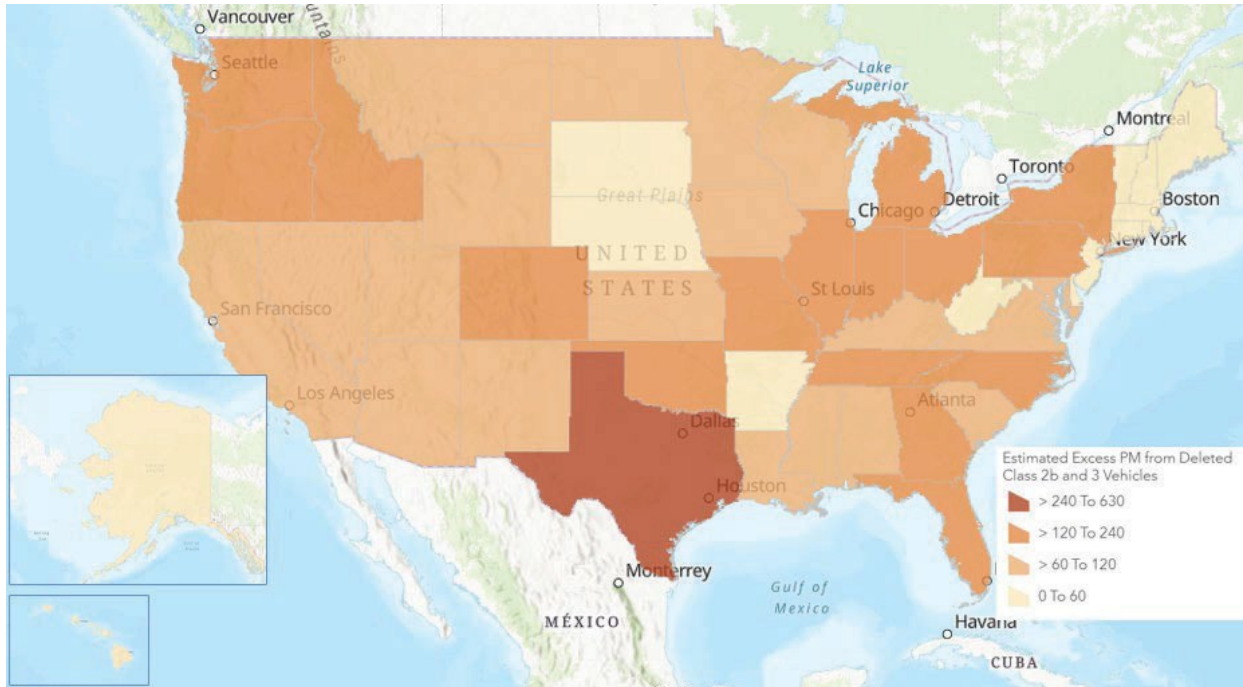 Vancouver
ountains
Seattle
Lake
Superior
Montreal
Toronto
Great Plains
Chicago
Detroit
Boston
New York
UNITED
STATES
San Francisco
St Louis
Los Angeles
Atlanta
Dallas
Houston
Monterrey
MÉXICO
Gulf of
Mexico
Havana
CUBA
Estimated Excess PM from Deleted
Class 2b and 3 Vehicles
> 240 To 630
> 120 To 240
> 60 To 120
0 To 60